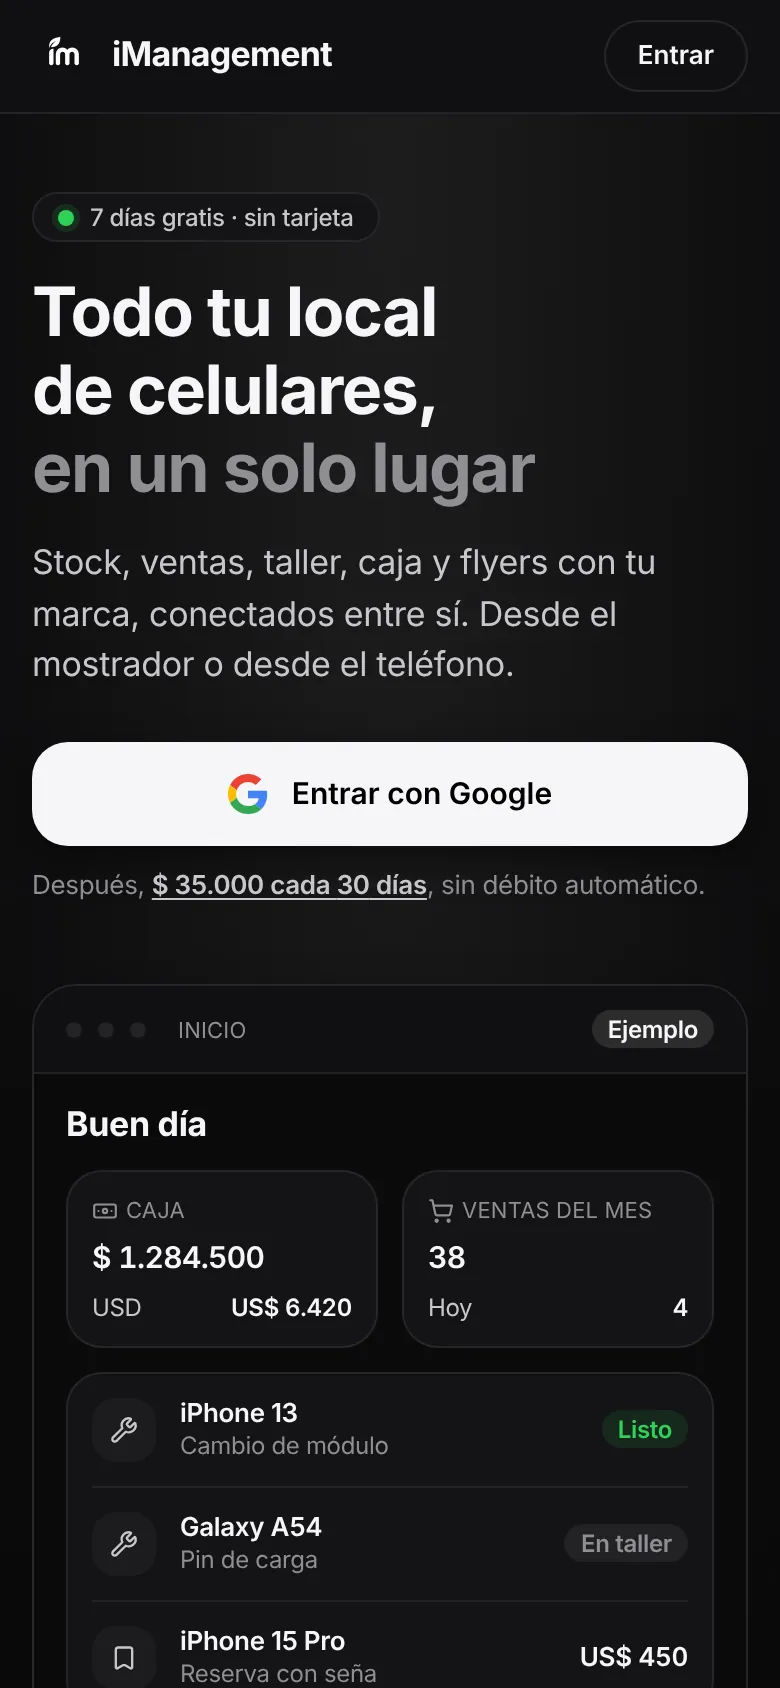 im iManagement
Entrar
7 días gratis · sin tarjeta
Todo tu local
de celulares,
en un solo lugar
Stock, ventas, taller, caja y flyers con tu
marca, conectados entre sí. Desde el
mostrador o desde el teléfono.
Entrar con Google
Después, $ 35.000 cada 30 días, sin débito automático.
INICIO
Ejemplo
Buen día
CAJA
$ 1.284.500
USD US$ 6.420
VENTAS DEL MES
38
Hoy 4
iPhone 13
Cambio de módulo
Listo
Galaxy A54
Pin de carga
En taller
iPhone 15 Pro
Reserva con seña
US$ 450